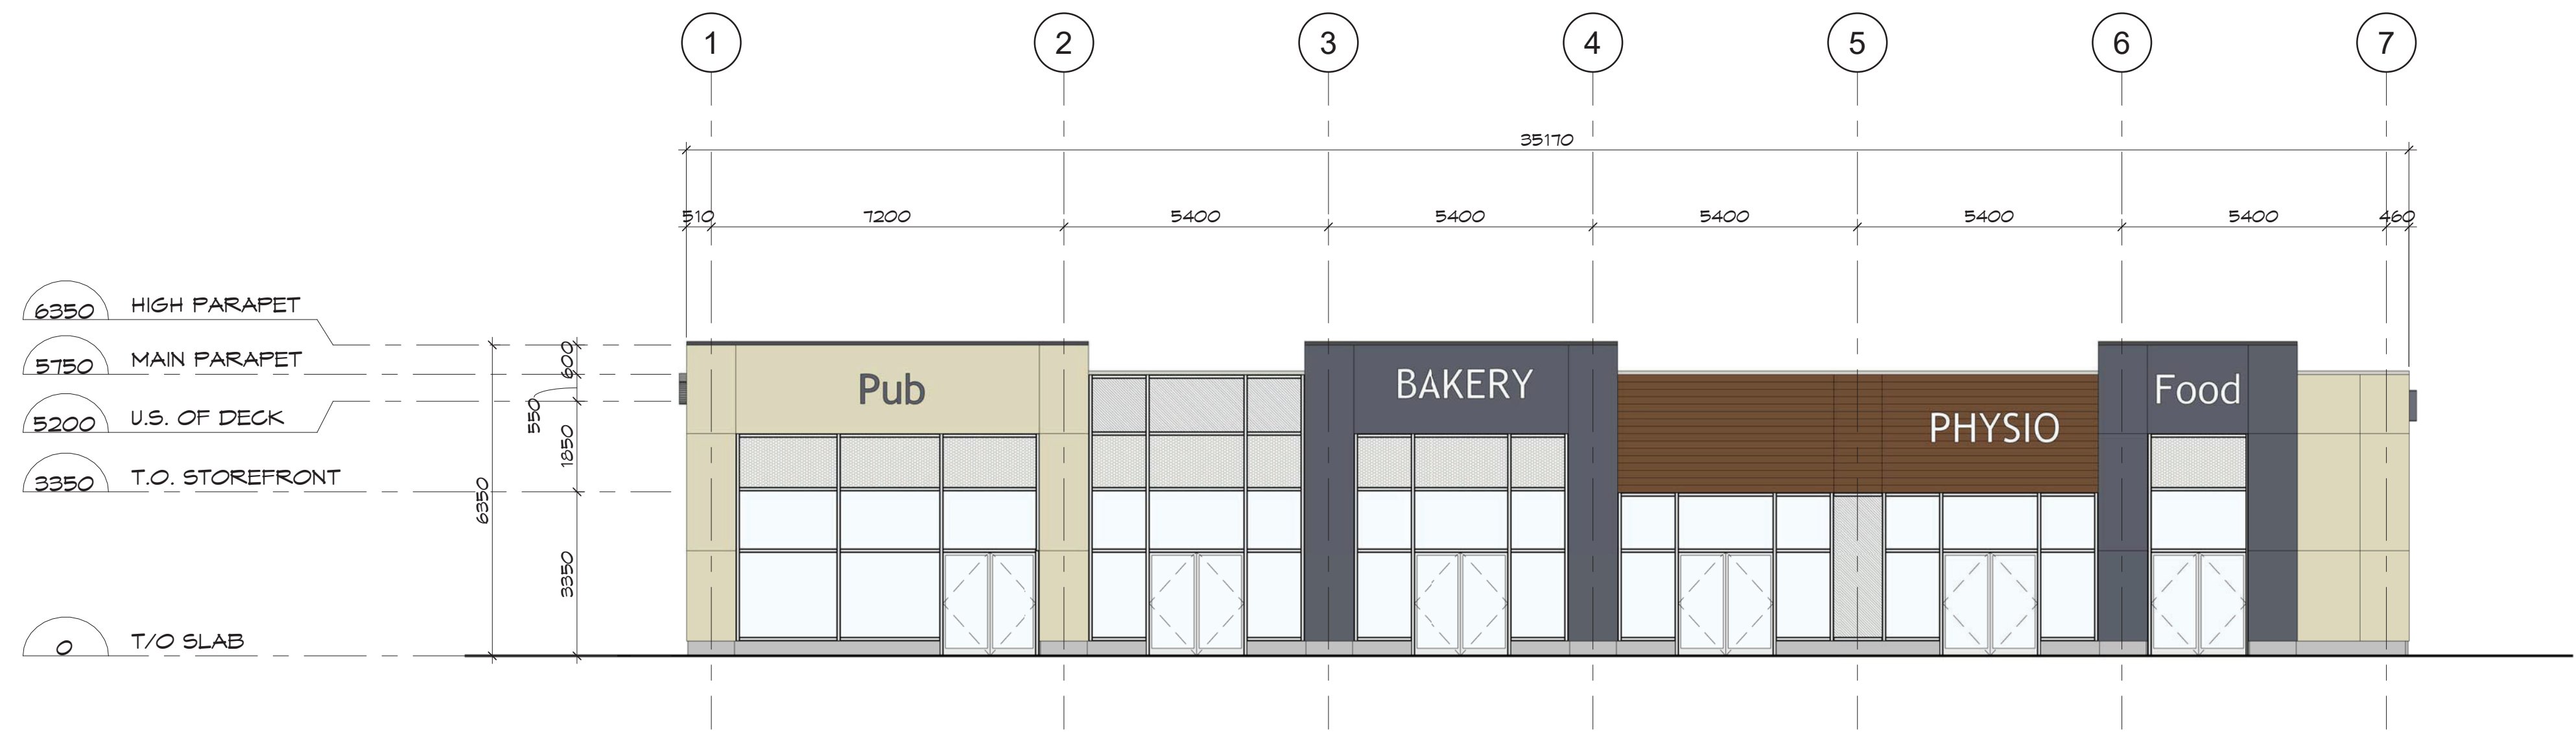 1 2 3 4 5 6 7
35170
510 7200 5400 5400 5400 5400 5400 460
6350 HIGH PARAPET
5750 MAIN PARAPET
5200 U.S. OF DECK
3350 T.O. STOREFRONT
0 T/O SLAB
6350
600
550
1850
3350
Pub
BAKERY
PHYSIO
Food